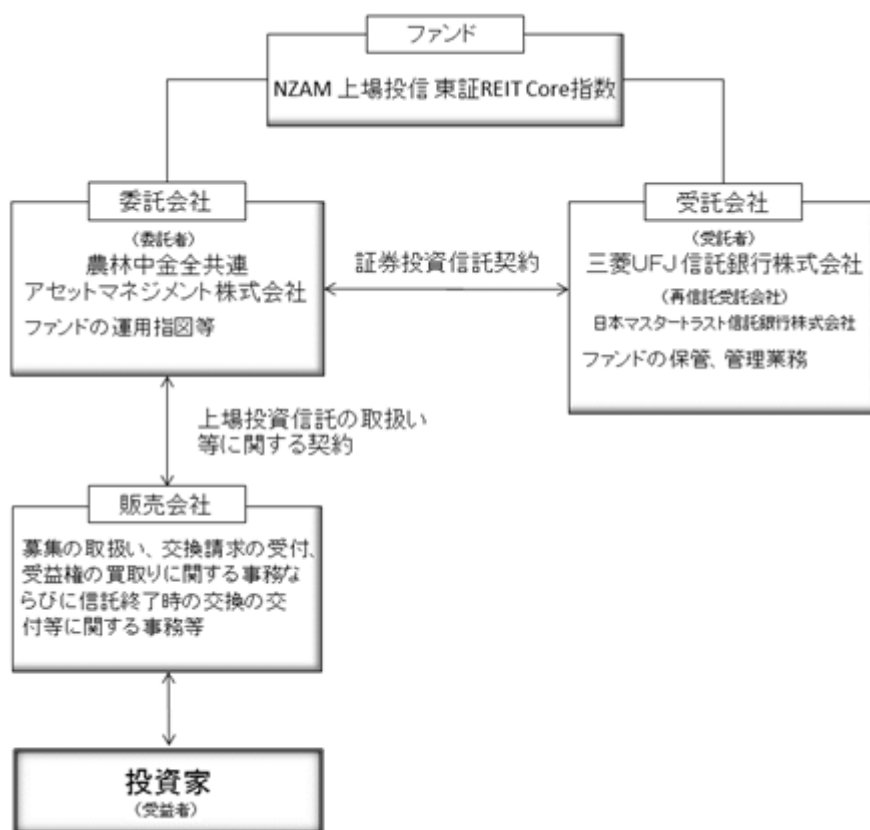 ファンド
NZAM 上場投信 東証REIT Core指数
委託会社
(委託者)
農林中金全共連
アセットマネジメント株式会社
ファンドの運用指図等
証券投資信託契約
受託会社
(受託者)
三菱UFJ信託銀行株式会社
(再信託受託会社)
日本マスタートラスト信託銀行株式会社
ファンドの保管、管理業務
上場投資信託の取扱い
等に関する契約
販売会社
募集の取扱い、交換請求の受付、
受益権の買取りに関する事務な
らびに信託終了時の交換の交
付等に関する事務等
投資家
(受益者)